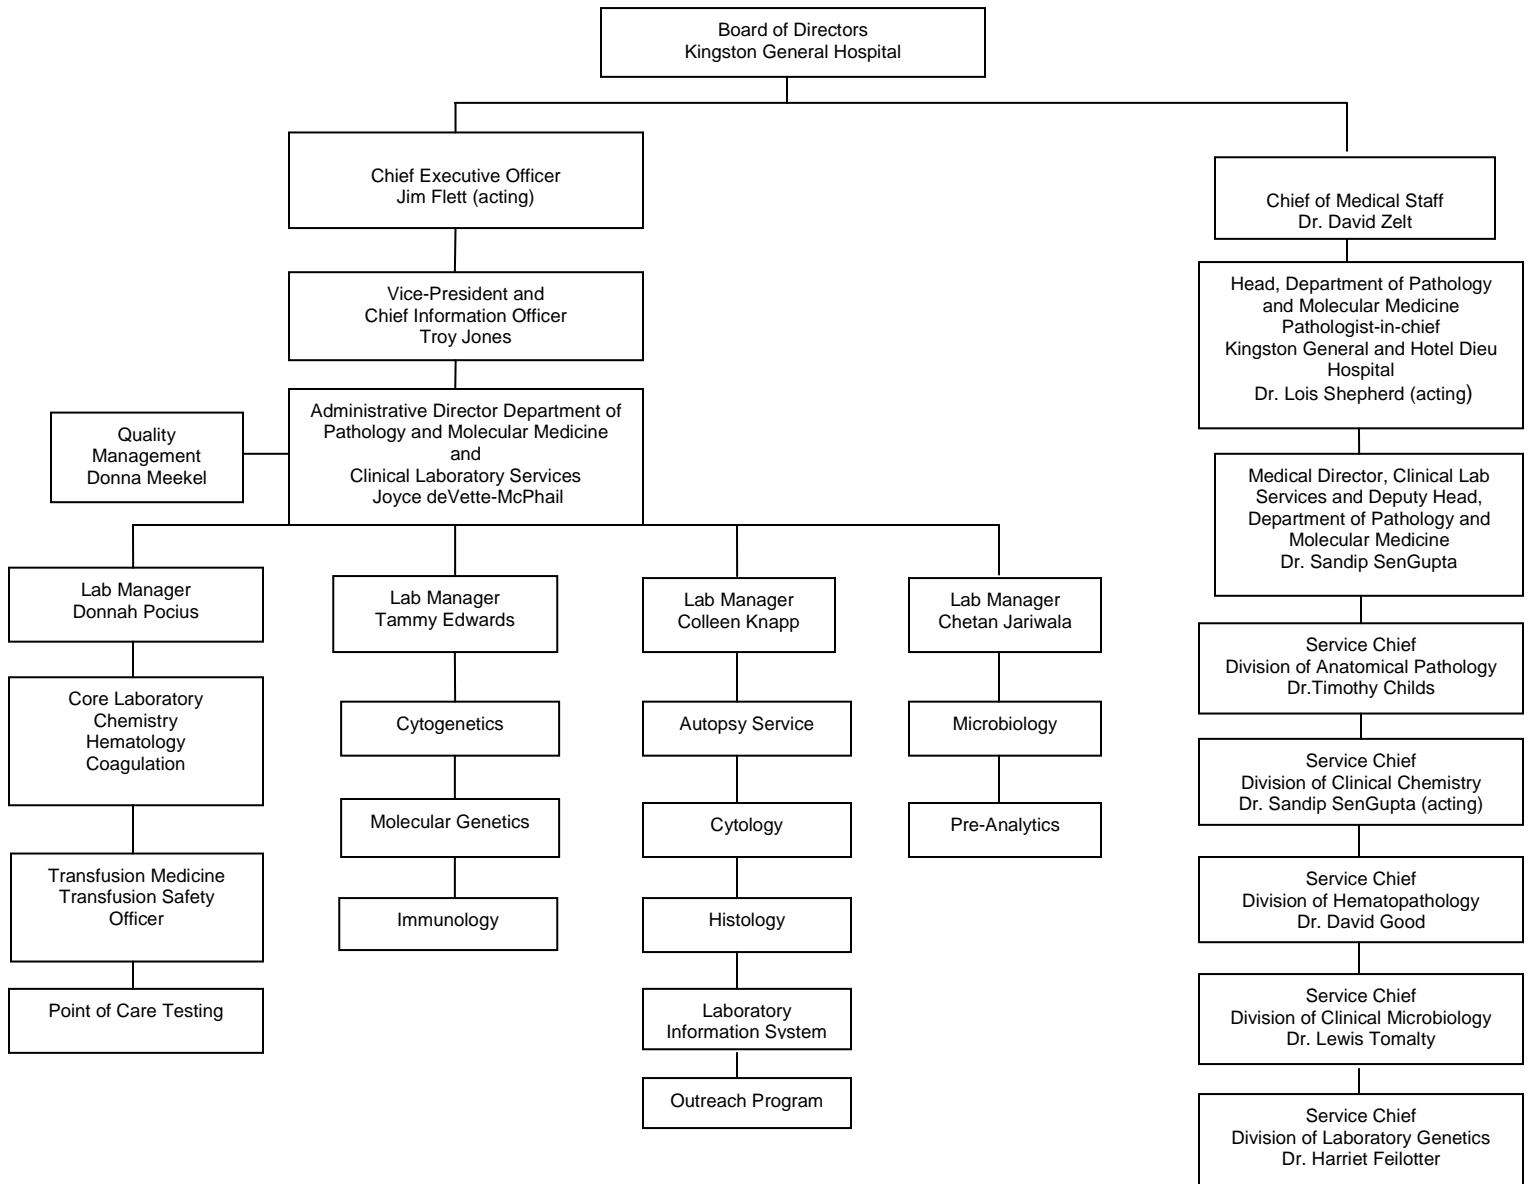 Board of Directors
Kingston General Hospital
Chief Executive Officer
Jim Flett (acting)
Chief of Medical Staff
Dr. David Zelt
Vice-President and
Chief Information Officer
Troy Jones
Head, Department of Pathology
and Molecular Medicine
Pathologist-in-chief
Kingston General and Hotel Dieu
Hospital
Dr. Lois Shepherd (acting)
Administrative Director Department of
Pathology and Molecular Medicine
and
Clinical Laboratory Services
Joyce deVette-McPhail
Quality
Management
Donna Meekel
Medical Director, Clinical Lab
Services and Deputy Head,
Department of Pathology and
Molecular Medicine
Dr. Sandip SenGupta
Lab Manager
Donnah Pocius
Core Laboratory
Chemistry
Hematology
Coagulation
Transfusion Medicine
Transfusion Safety
Officer
Point of Care Testing
Lab Manager
Tammy Edwards
Cytogenetics
Molecular Genetics
Immunology
Lab Manager
Colleen Knapp
Autopsy Service
Cytology
Histology
Laboratory
Information System
Outreach Program
Lab Manager
Chetan Jariwala
Microbiology
Pre-Analytics
Service Chief
Division of Anatomical Pathology
Dr.Timothy Childs
Service Chief
Division of Clinical Chemistry
Dr. Sandip SenGupta (acting)
Service Chief
Division of Hematopathology
Dr. David Good
Service Chief
Division of Clinical Microbiology
Dr. Lewis Tomalty
Service Chief
Division of Laboratory Genetics
Dr. Harriet Feilotter